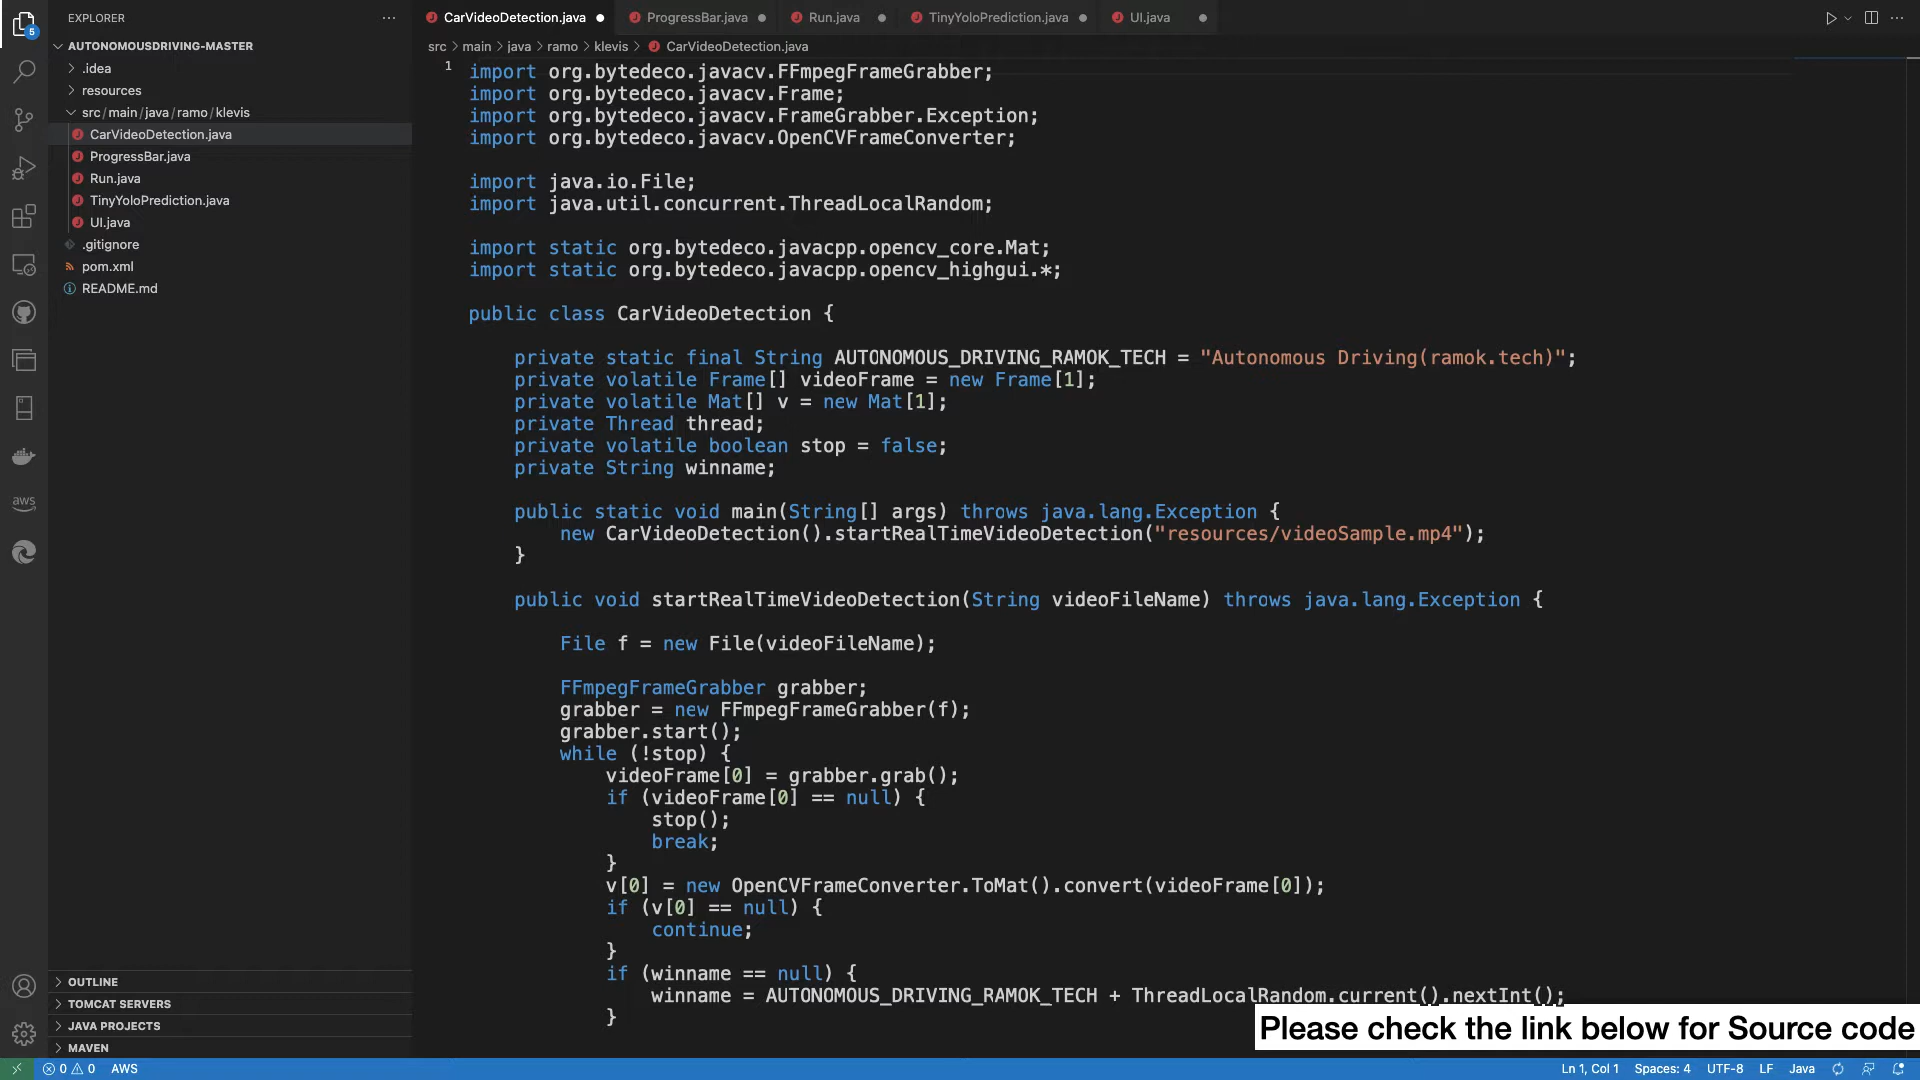 EXPLORER
AUTONOMOUSDRIVING-MASTER
.idea
resources
src/main/java/ramo/klevis
CarVideoDetection.java
ProgressBar.java
Run.java
TinyYoloPrediction.java
UI.java
.gitignore
pom.xml
README.md
OUTLINE
TOMCAT SERVERS
JAVA PROJECTS
MAVEN
5
aws
CarVideoDetection.java
ProgressBar.java
Run.java
TinyYoloPrediction.java
UI.java
src > main > java > ramo > klevis > CarVideoDetection.java
1
import org.bytedeco.javacv.FFmpegFrameGrabber;
import org.bytedeco.javacv.Frame;
import org.bytedeco.javacv.FrameGrabber.Exception;
import org.bytedeco.javacv.OpenCVFrameConverter;
import java.io.File;
import java.util.concurrent.ThreadLocalRandom;
import static org.bytedeco.javacpp.opencv_core.Mat;
import static org.bytedeco.javacpp.opencv_highgui.*;
public class CarVideoDetection {
private static final String AUTONOMOUS_DRIVING_RAMOK_TECH = "Autonomous Driving(ramok.tech)";
private volatile Frame[] videoFrame = new Frame[1];
private volatile Mat[] v = new Mat[1];
private Thread thread;
private volatile boolean stop = false;
private String winname;
public static void main(String[] args) throws java.lang.Exception {
new CarVideoDetection().startRealTimeVideoDetection("resources/videoSample.mp4");
}
public void startRealTimeVideoDetection(String videoFileName) throws java.lang.Exception {
File f = new File(videoFileName);
FFmpegFrameGrabber grabber;
grabber = new FFmpegFrameGrabber(f);
grabber.start();
while (!stop) {
videoFrame[0] = grabber.grab();
if (videoFrame[0] == null) {
stop();
break;
}
v[0] = new OpenCVFrameConverter.ToMat().convert(videoFrame[0]);
if (v[0] == null) {
continue;
}
if (winname == null) {
winname = AUTONOMOUS_DRIVING_RAMOK_TECH + ThreadLocalRandom.current().nextInt();
}
Please check the link below for Source code
0 0 AWS
Ln 1, Col 1 Spaces: 4 UTF-8 LF Java